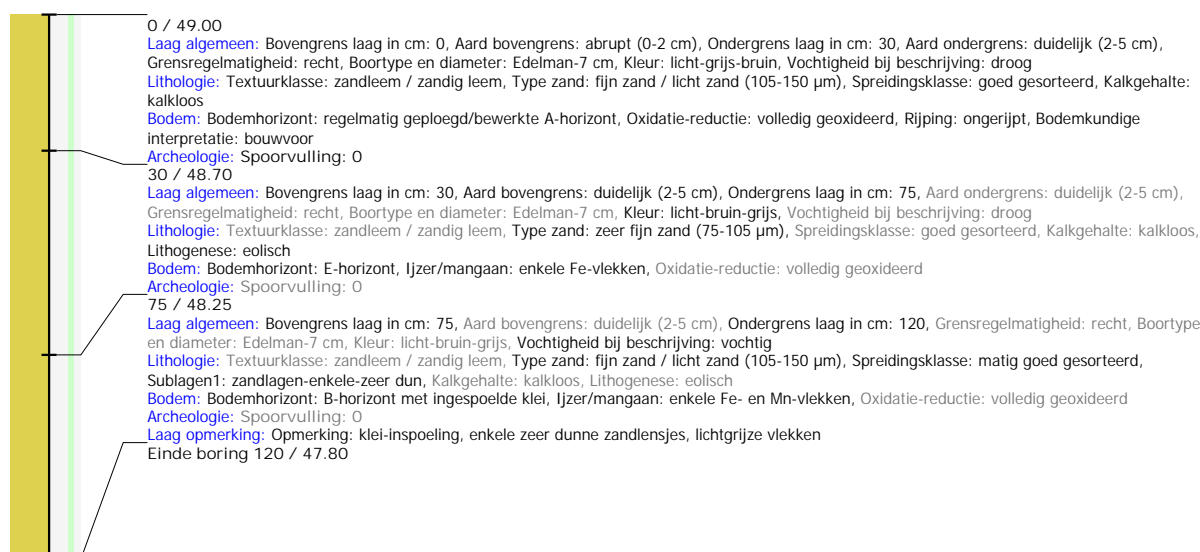 0 / 49.00
Laag algemeen: Bovengrens laag in cm: 0, Aard bovengrens: abrupt (0-2 cm), Ondergrens laag in cm: 30, Aard ondergrens: duidelijk (2-5 cm),
Grensregelmatigheid: recht, Boortype en diameter: Edelman-7 cm, Kleur: licht-grijs-bruin, Vochtigheid bij beschrijving: droog
Lithologie: Textuurklasse: zandleem / zandig leem, Type zand: fijn zand / licht zand (105-150 µm), Spreidingsklasse: goed gesorteerd, Kalkgehalte:
kalkloos
Bodem: Bodemhorizont: regelmatig geploegd/bewerkte A-horizont, Oxidatie-reductie: volledig geoxideerd, Rijping: ongerijpt, Bodemkundige
interpretatie: bouwvoor
Archeologie: Spoorvulling: 0
30 / 48.70
Laag algemeen: Bovengrens laag in cm: 30, Aard bovengrens: duidelijk (2-5 cm), Ondergrens laag in cm: 75, Aard ondergrens: duidelijk (2-5 cm),
Grensregelmatigheid: recht, Boortype en diameter: Edelman-7 cm, Kleur: licht-bruin-grijs, Vochtigheid bij beschrijving: droog
Lithologie: Textuurklasse: zandleem / zandig leem, Type zand: zeer fijn zand (75-105 µm), Spreidingsklasse: goed gesorteerd, Kalkgehalte: kalkloos,
Lithogenese: eolisch
Bodem: Bodemhorizont: E-horizont, Ijzer/mangaan: enkele Fe-vlekken, Oxidatie-reductie: volledig geoxideerd
Archeologie: Spoorvulling: 0
75 / 48.25
Laag algemeen: Bovengrens laag in cm: 75, Aard bovengrens: duidelijk (2-5 cm), Ondergrens laag in cm: 120, Grensregelmatigheid: recht, Boortype
en diameter: Edelman-7 cm, Kleur: licht-bruin-grijs, Vochtigheid bij beschrijving: vochtig
Lithologie: Textuurklasse: zandleem / zandig leem, Type zand: fijn zand / licht zand (105-150 µm), Spreidingsklasse: matig goed gesorteerd,
Sublagen1: zandlagen-enkele-zeer dun, Kalkgehalte: kalkloos, Lithogenese: eolisch
Bodem: Bodemhorizont: B-horizont met ingespoelde klei, Ijzer/mangaan: enkele Fe- en Mn-vlekken, Oxidatie-reductie: volledig geoxideerd
Archeologie: Spoorvulling: 0
Laag opmerking: Opmerking: klei-inspoeling, enkele zeer dunne zandlensjes, lichtgrijze vlekken
Einde boring 120 / 47.80